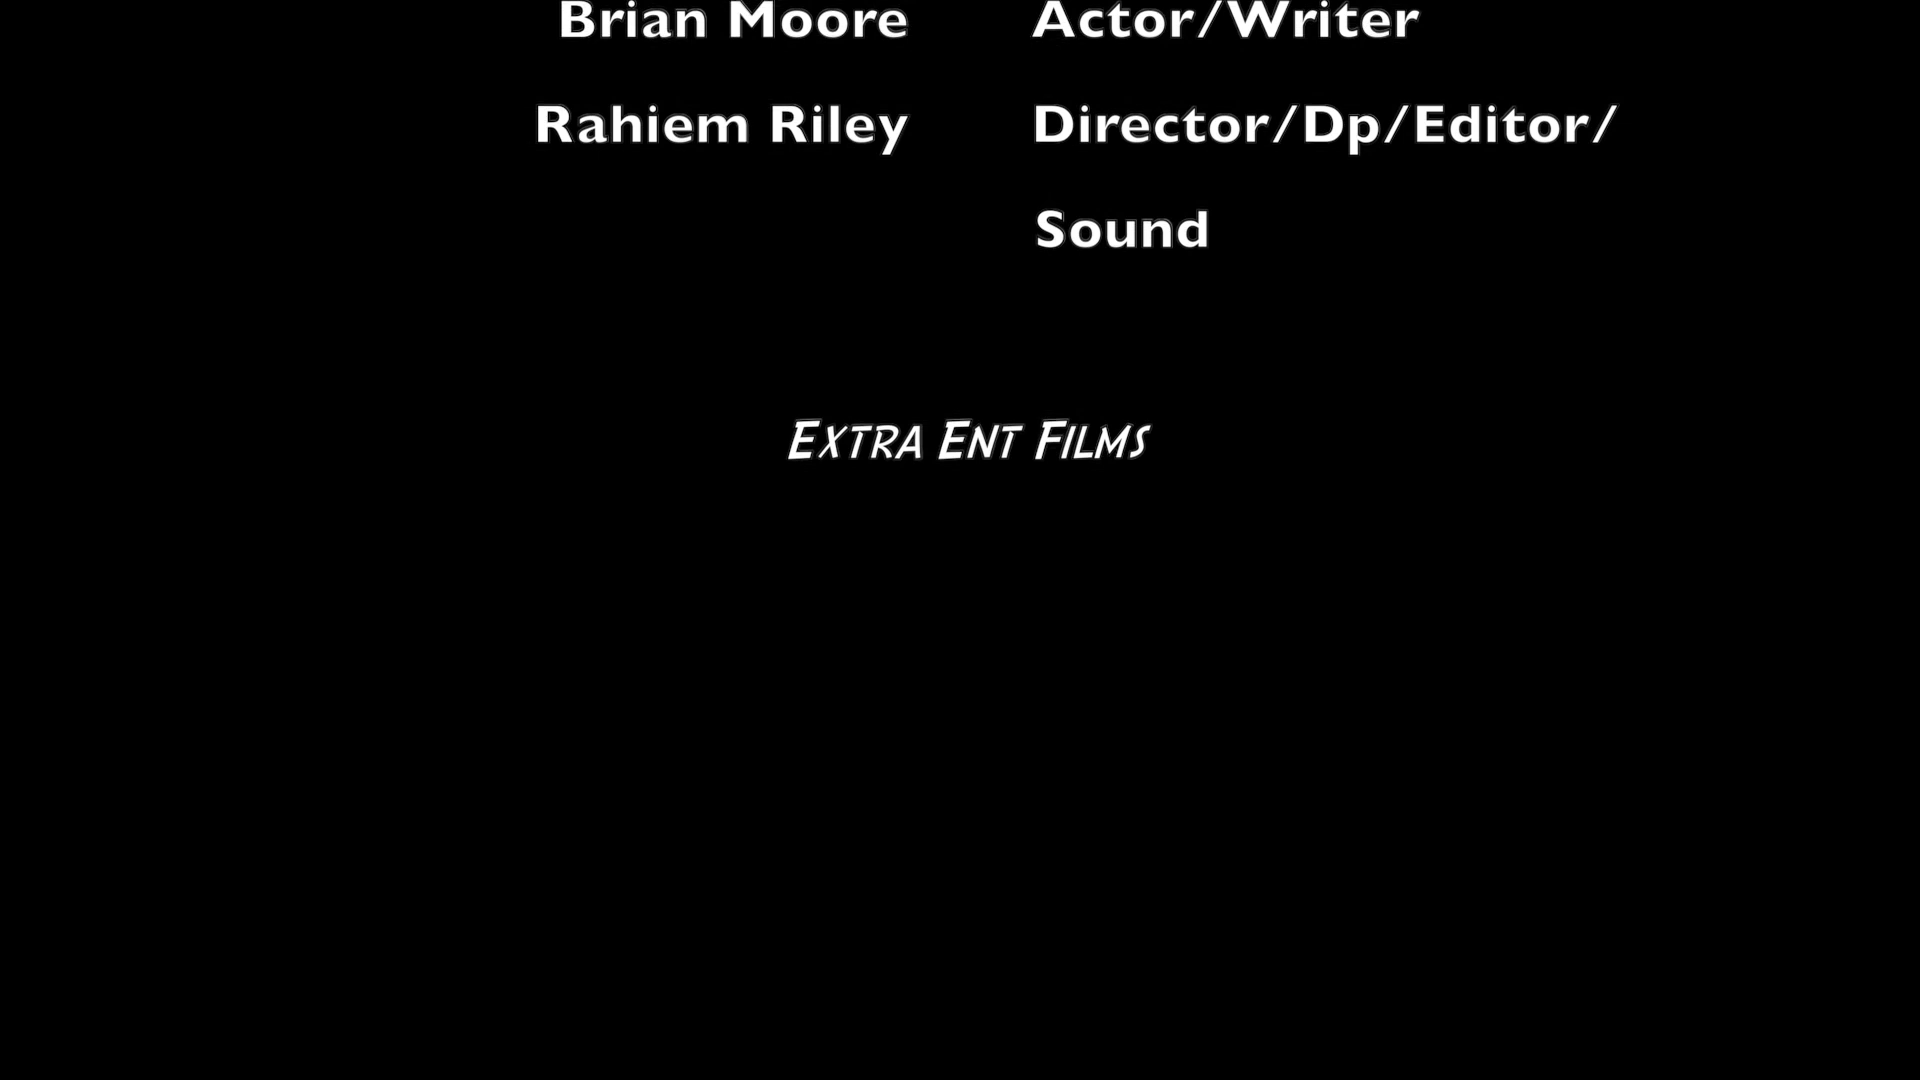 Brian Moore Actor/Writer
Rahiem Riley Director/Dp/Editor/
Sound
Extra Ent Films